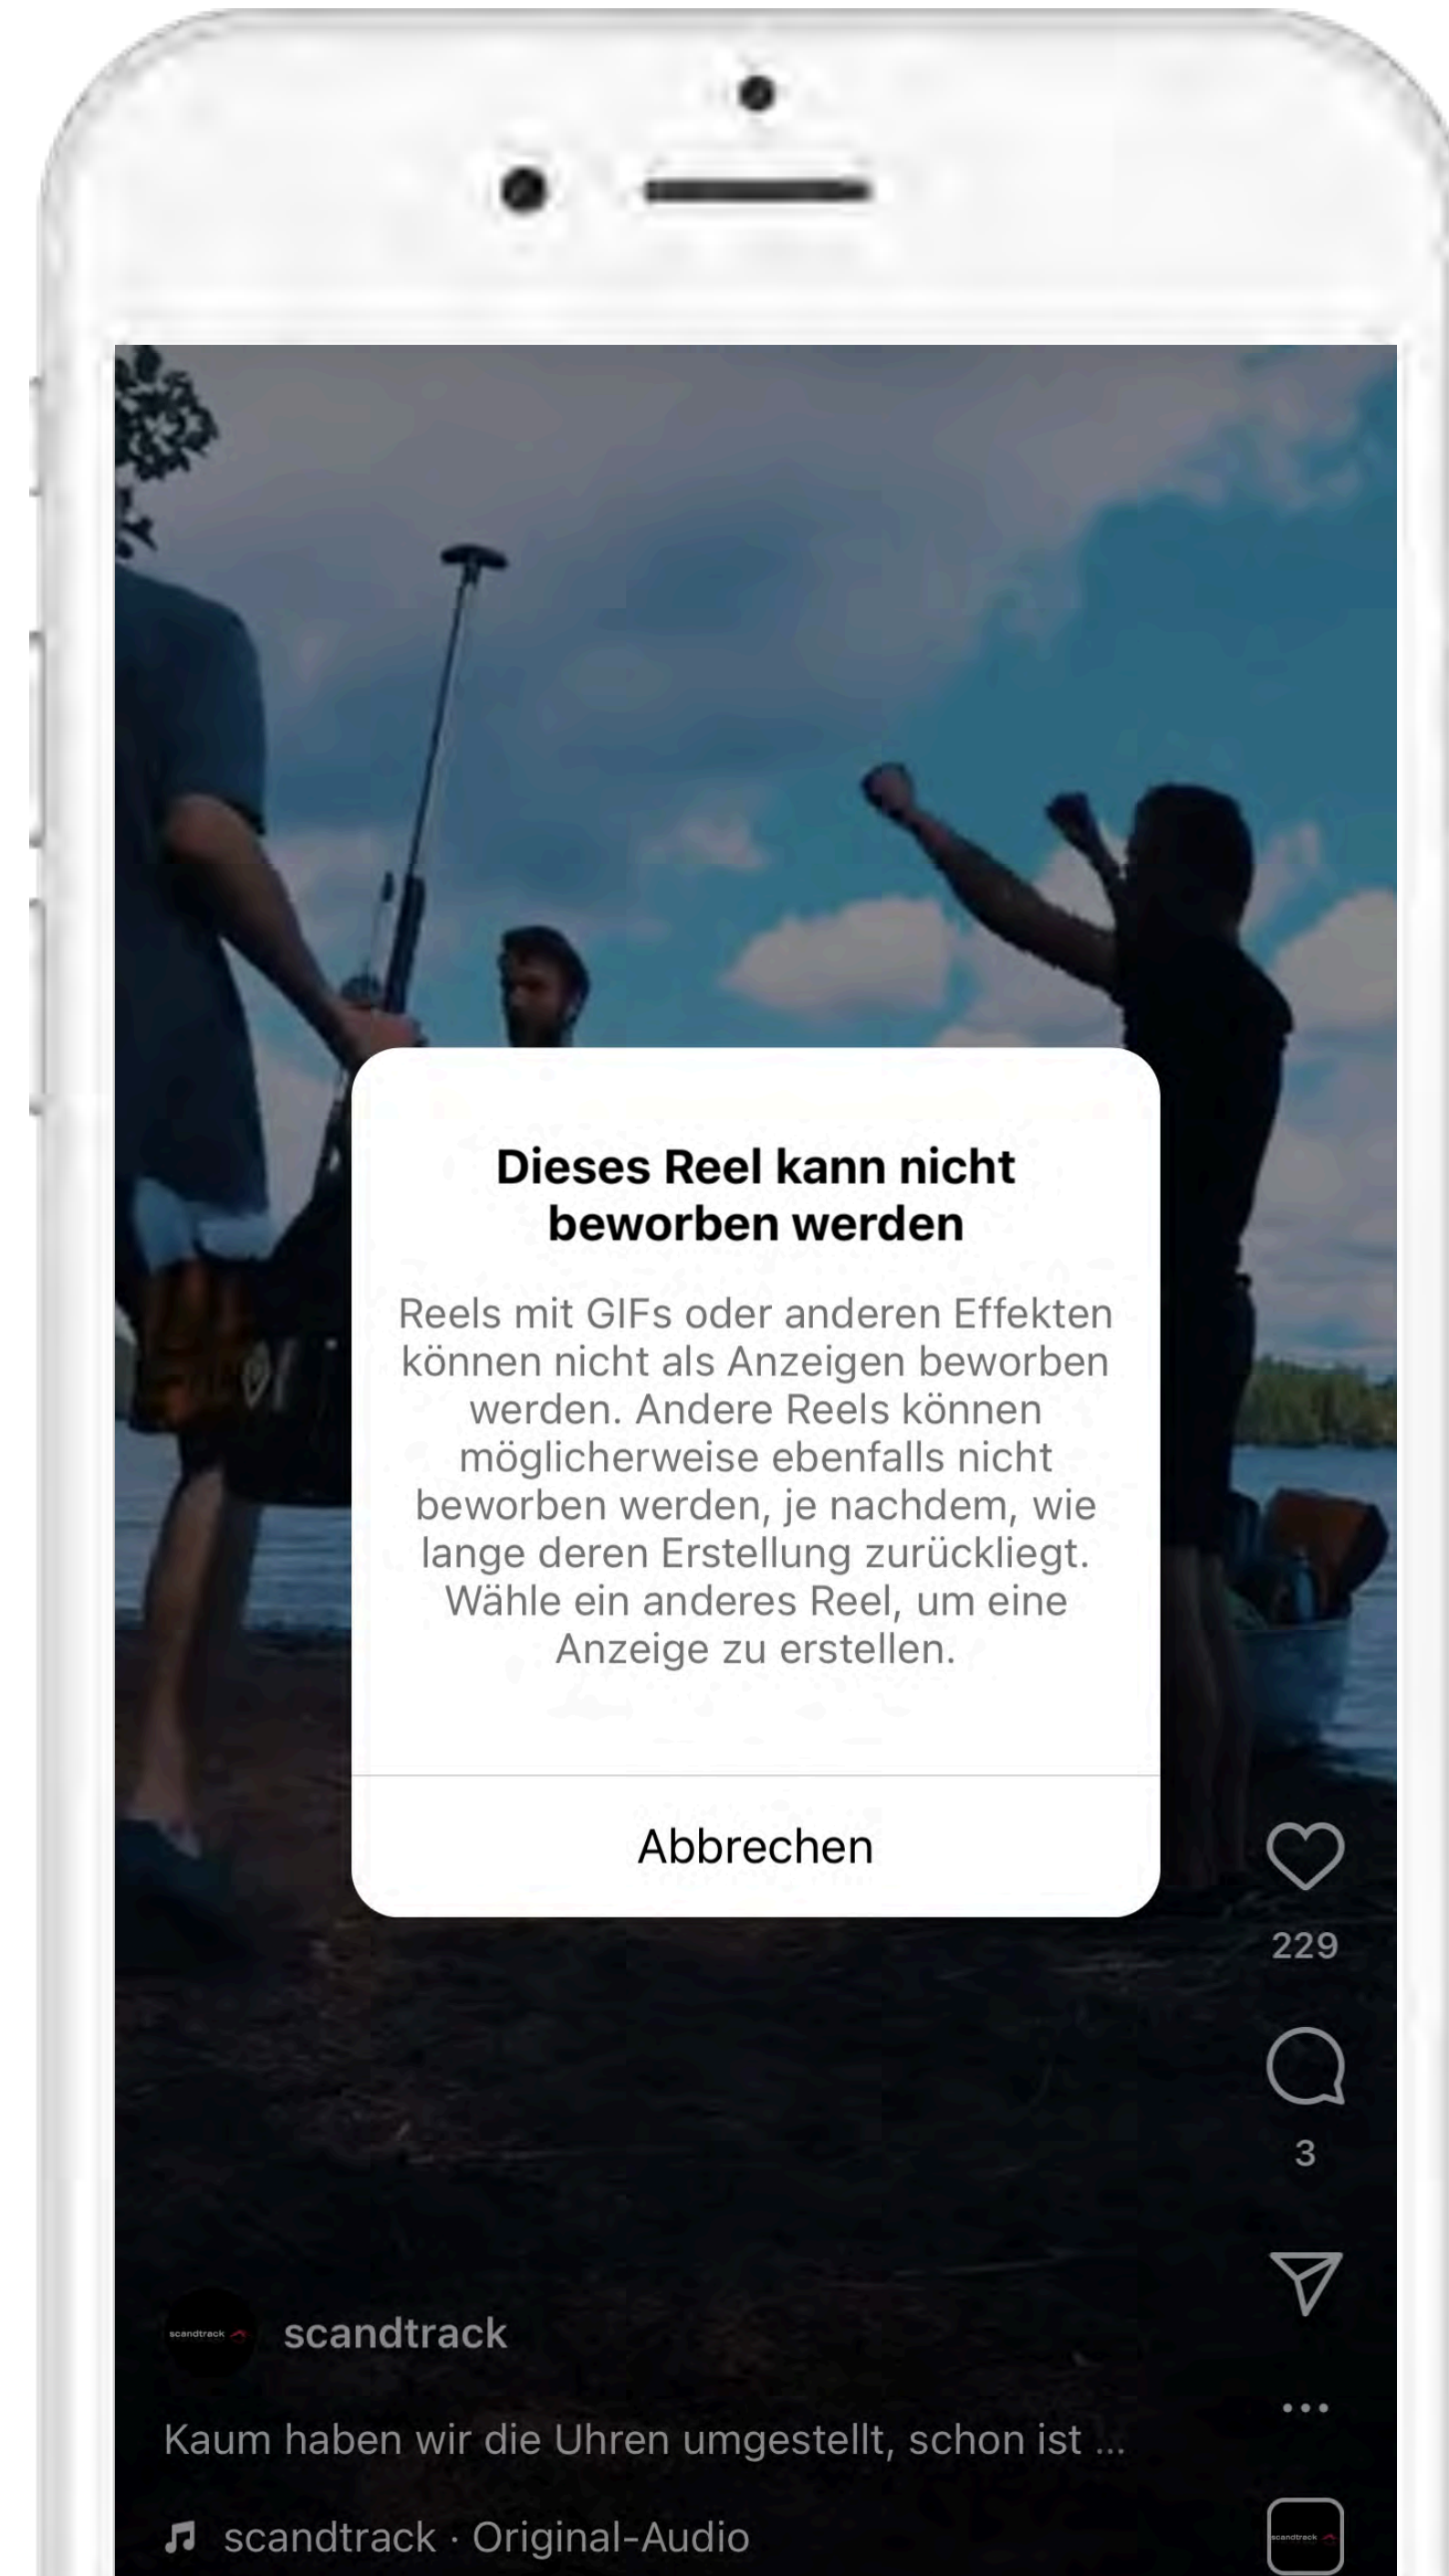 Dieses Reel kann nicht
beworben werden
Reels mit GIFs oder anderen Effekten
können nicht als Anzeigen beworben
werden. Andere Reels können
möglicherweise ebenfalls nicht
beworben werden, je nachdem, wie
lange deren Erstellung zurückliegt.
Wähle ein anderes Reel, um eine
Anzeige zu erstellen.
Abbrechen
229
3
scandtrack
scandtrack
Kaum haben wir die Uhren umgestellt, schon ist ...
scandtrack · Original-Audio
scandtrack